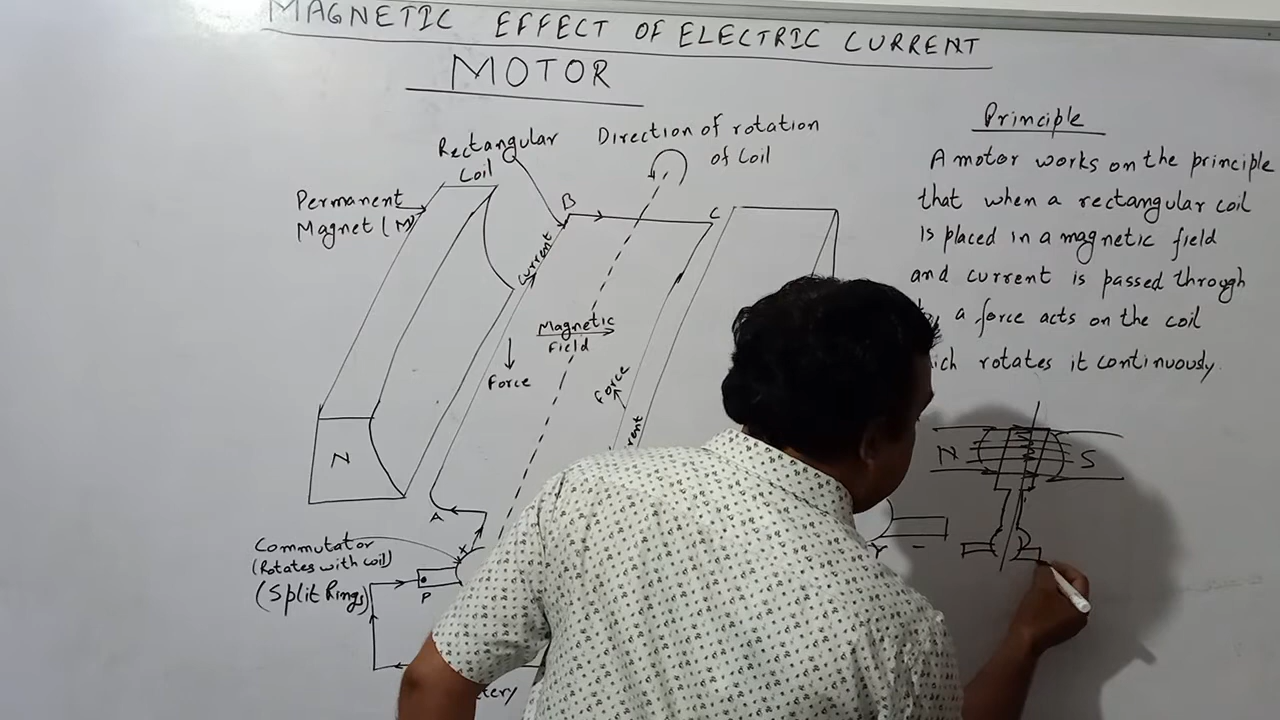 MAGNETIC EFFECT OF ELECTRIC CURRENT
MOTOR
Rectangular
Coil
Direction of rotation
of Coil
Permanent
Magnet (M)
B
C
Current
Magnetic
Field
Force
Force
N
A
Commutator
(Rotates with coil)
(Split Rings)
X
P
Principle
A motor works on the principle
that when a rectangular coil
is placed in a magnetic field
and current is passed through
a force acts on the coil
rotates it continuously.
N
S
Y
-